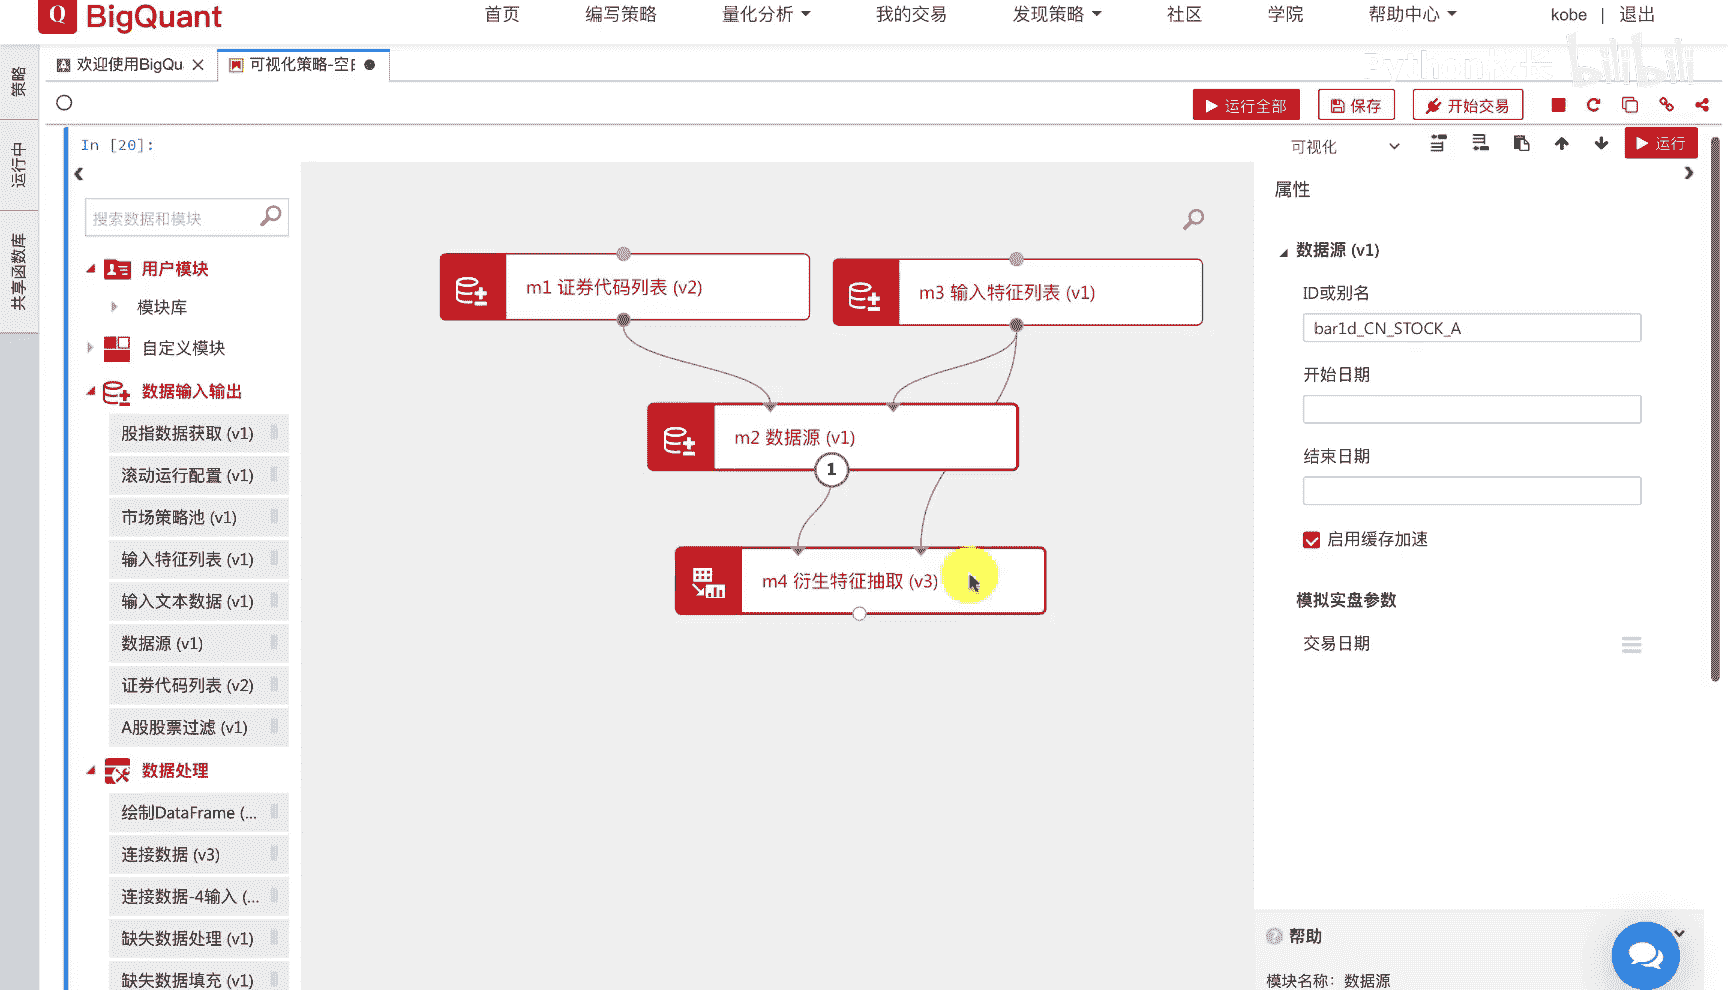 Q BigQuant 首页 编写策略 量化分析 我的交易 发现策略 社区 学院 帮助中心 kobe | 退出
欢迎使用BigQu 可视化策略-空白
bilibili
运行全部 保存 开始交易
In [20]:
可视化 运行
策略
运行中
共享函数库
搜索数据和模块
用户模块
模块库
自定义模块
数据输入输出
股指数据获取 (v1)
滚动运行配置 (v1)
市场策略池 (v1)
输入特征列表 (v1)
输入文本数据 (v1)
数据源 (v1)
证券代码列表 (v2)
A股股票过滤 (v1)
数据处理
绘制DataFrame (...
连接数据 (v3)
连接数据-4输入 (...
缺失数据处理 (v1)
缺失数据填充 (v1)
m1 证券代码列表 (v2)
m3 输入特征列表 (v1)
m2 数据源 (v1)
1
m4 衍生特征抽取 (v3)
属性
数据源 (v1)
ID或别名
bar1d_CN_STOCK_A
开始日期
结束日期
启用缓存加速
模拟实盘参数
交易日期
帮助
模块名称：数据源